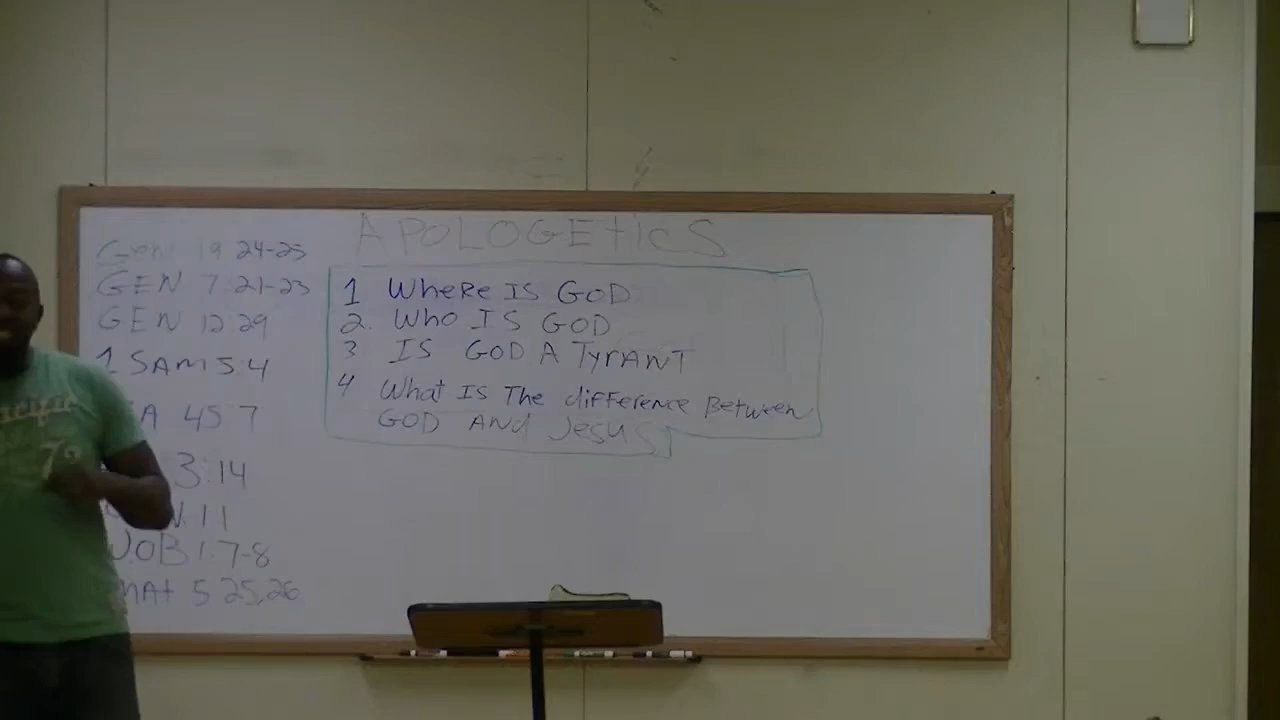 APOLOGEtics
Gen 19 24-25
GEN 7 21-23
GEN 12 29
1 SAM 5 4
A 45 7
3:14
11
JOB 1.7-8
MAt 5 25,26
1 Where IS GOD
2. Who IS GOD
3 IS GOD A TyrANT
4 What IS The difference Between
GOD ANd Jesus